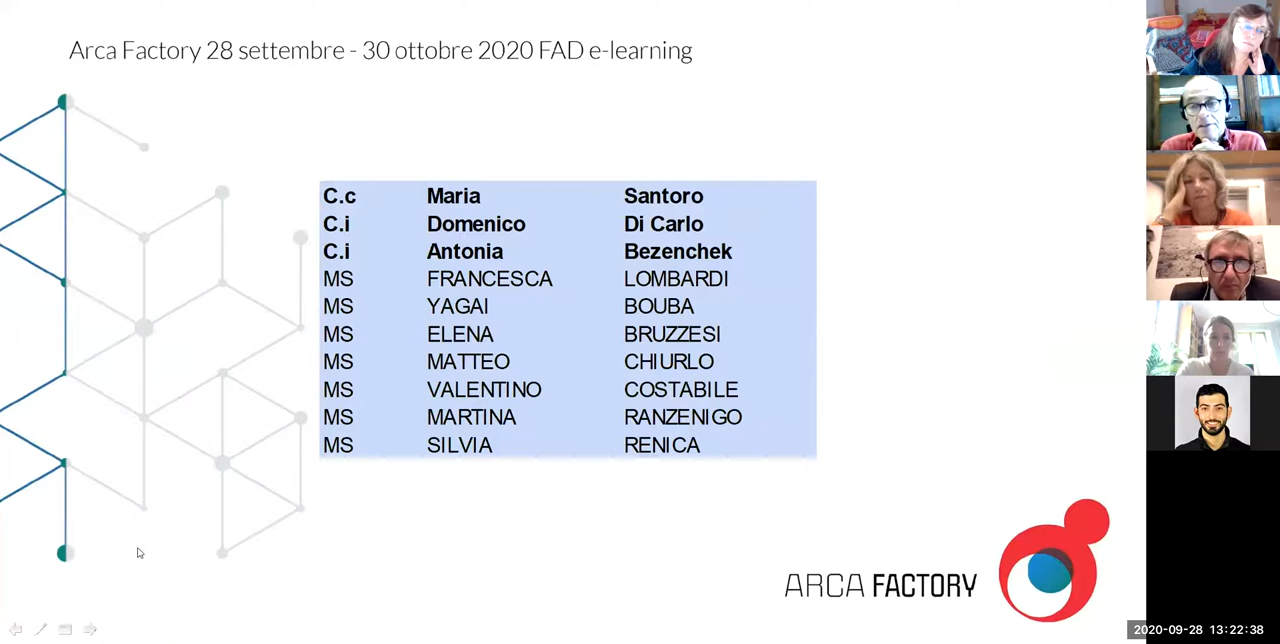 Arca Factory 28 settembre - 30 ottobre 2020 FAD e-learning
C.c Maria Santoro
C.i Domenico Di Carlo
C.i Antonia Bezenchek
MS FRANCESCA LOMBARDI
MS YAGAI BOUBA
MS ELENA BRUZZESI
MS MATTEO CHIURLO
MS VALENTINO COSTABILE
MS MARTINA RANZENIGO
MS SILVIA RENICA
ARCA FACTORY
2020-09-28 13:22:38